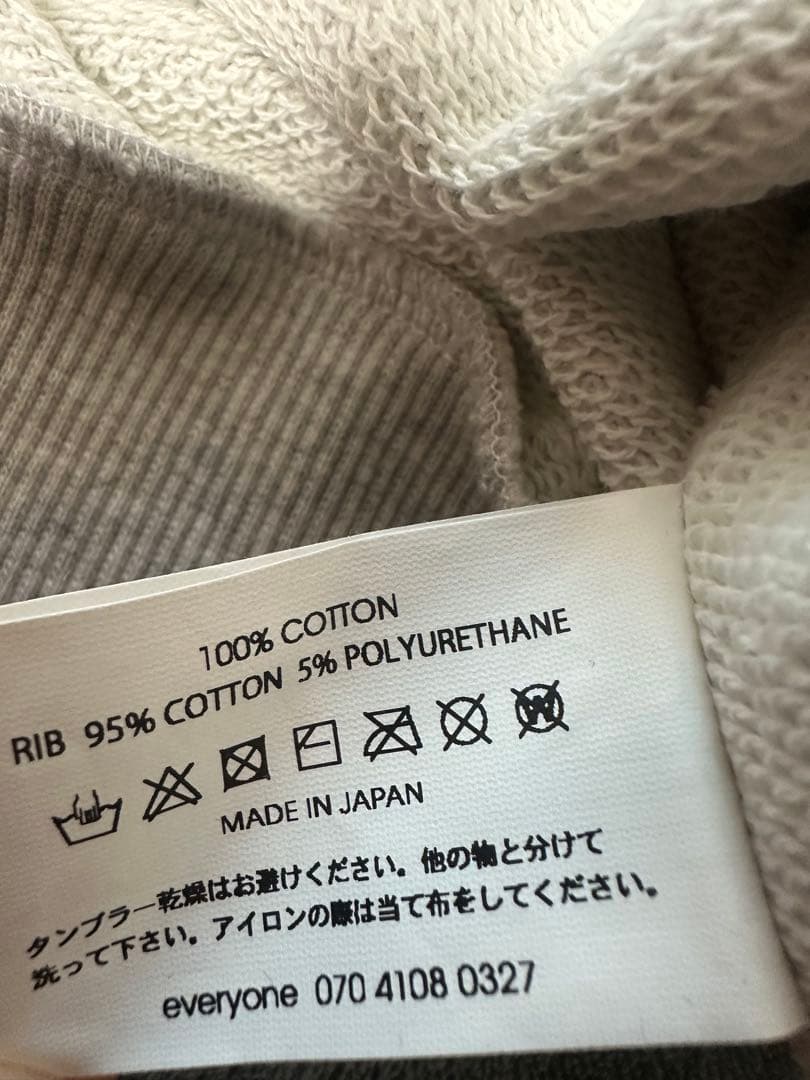 100% COTTON
RIB 95% COTTON 5% POLYURETHANE
W
MADE IN JAPAN
タンブラー乾燥はお避けください。他の物と分けて
洗って下さい。アイロンの際は当て布をしてください。
everyone 070 4108 0327